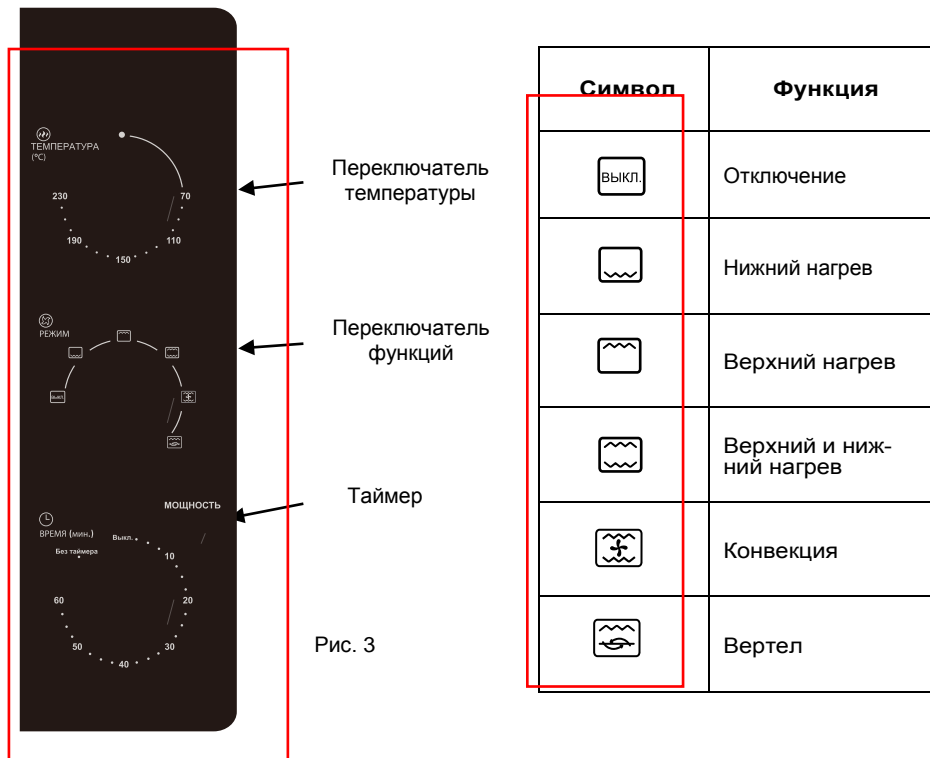 ТЕМПЕРАТУРА
(°C)
230
70
190
110
150
РЕЖИМ
выкл.
МОЩНОСТЬ
ВРЕМЯ (мин.)
Выкл.
Без таймера
10
60
20
50
30
40
Переключатель
температуры
Переключатель
функций
Таймер
Рис. 3
Символ
Функция
ВЫКЛ.
Отключение
Нижний нагрев
Верхний нагрев
Верхний и ниж-
ний нагрев
Конвекция
Вертел